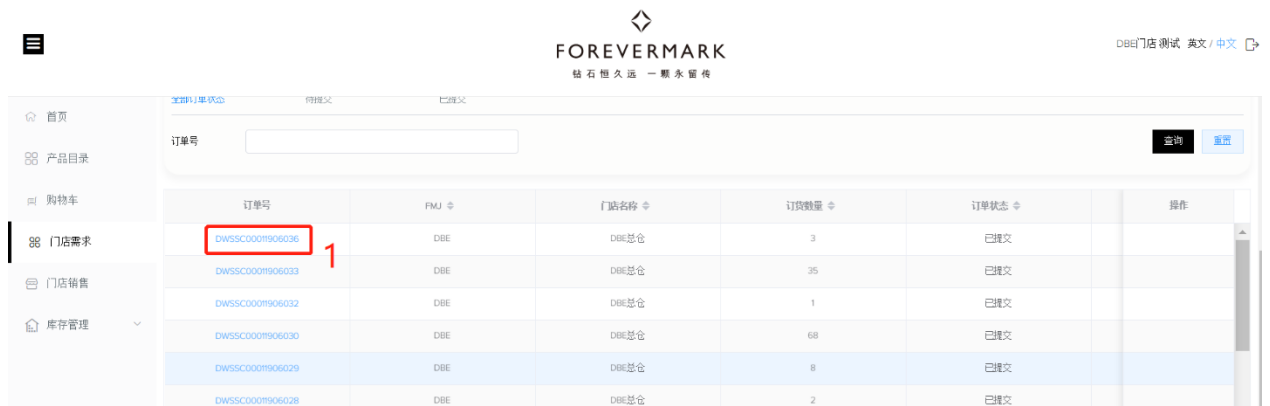 FOREVERMARK
钻石恒久远 一颗永留传
DBE门店 测试 英文 / 中文
首页
产品目录
购物车
门店需求
门店销售
库存管理
全部订单状态 待提交 已提交
订单号
查询 重置
订单号 FMJ 门店名称 订货数量 订单状态 操作
DWSSC00011906036 DBE DBE总仓 3 已提交
1
DWSSC00011906033 DBE DBE总仓 35 已提交
DWSSC00011906032 DBE DBE总仓 1 已提交
DWSSC00011906030 DBE DBE总仓 68 已提交
DWSSC00011906029 DBE DBE总仓 8 已提交
DWSSC00011906028 DBE DBE总仓 2 已提交